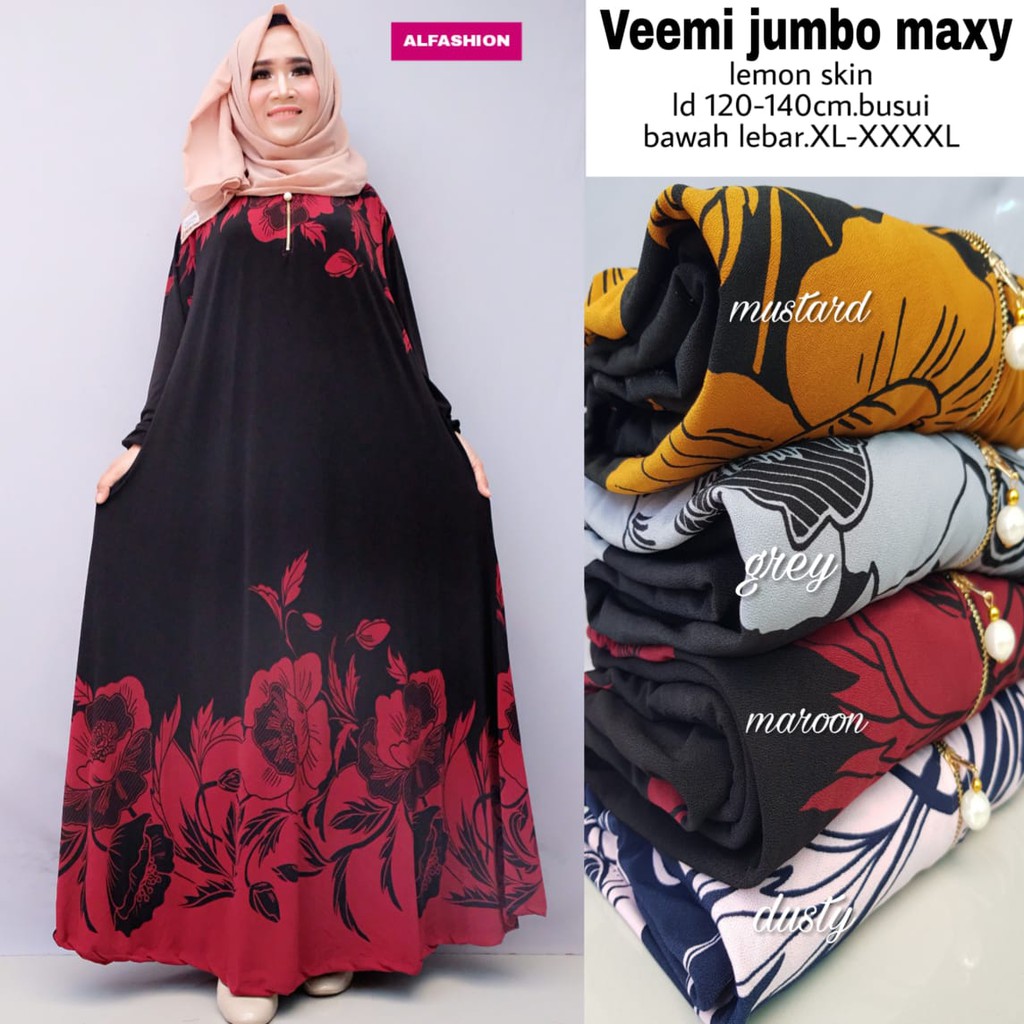 ALFASHION
Veemi jumbo maxy
lemon skin
ld 120-140cm.busui
bawah lebar.XL-XXXXL
mustard
grey
maroon
dusty